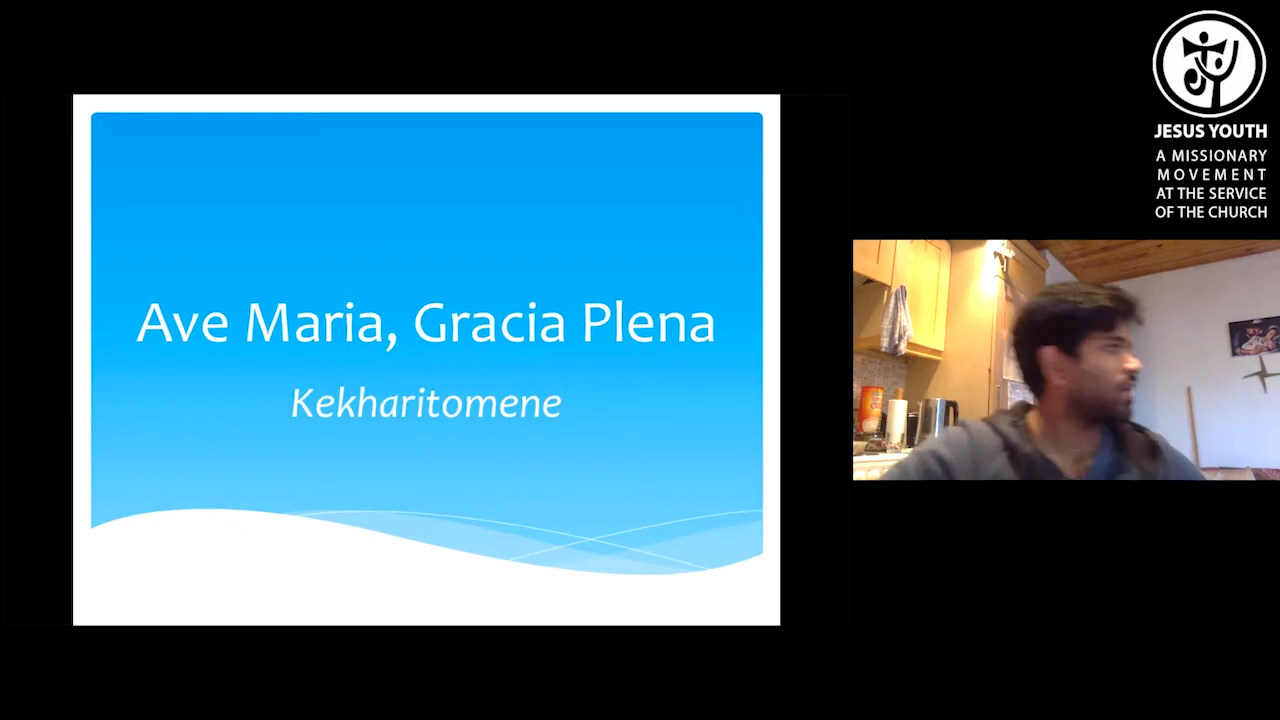 Ave Maria, Gracia Plena
Kekharitomene
JESUS YOUTH
A MISSIONARY
MOVEMENT
AT THE SERVICE
OF THE CHURCH